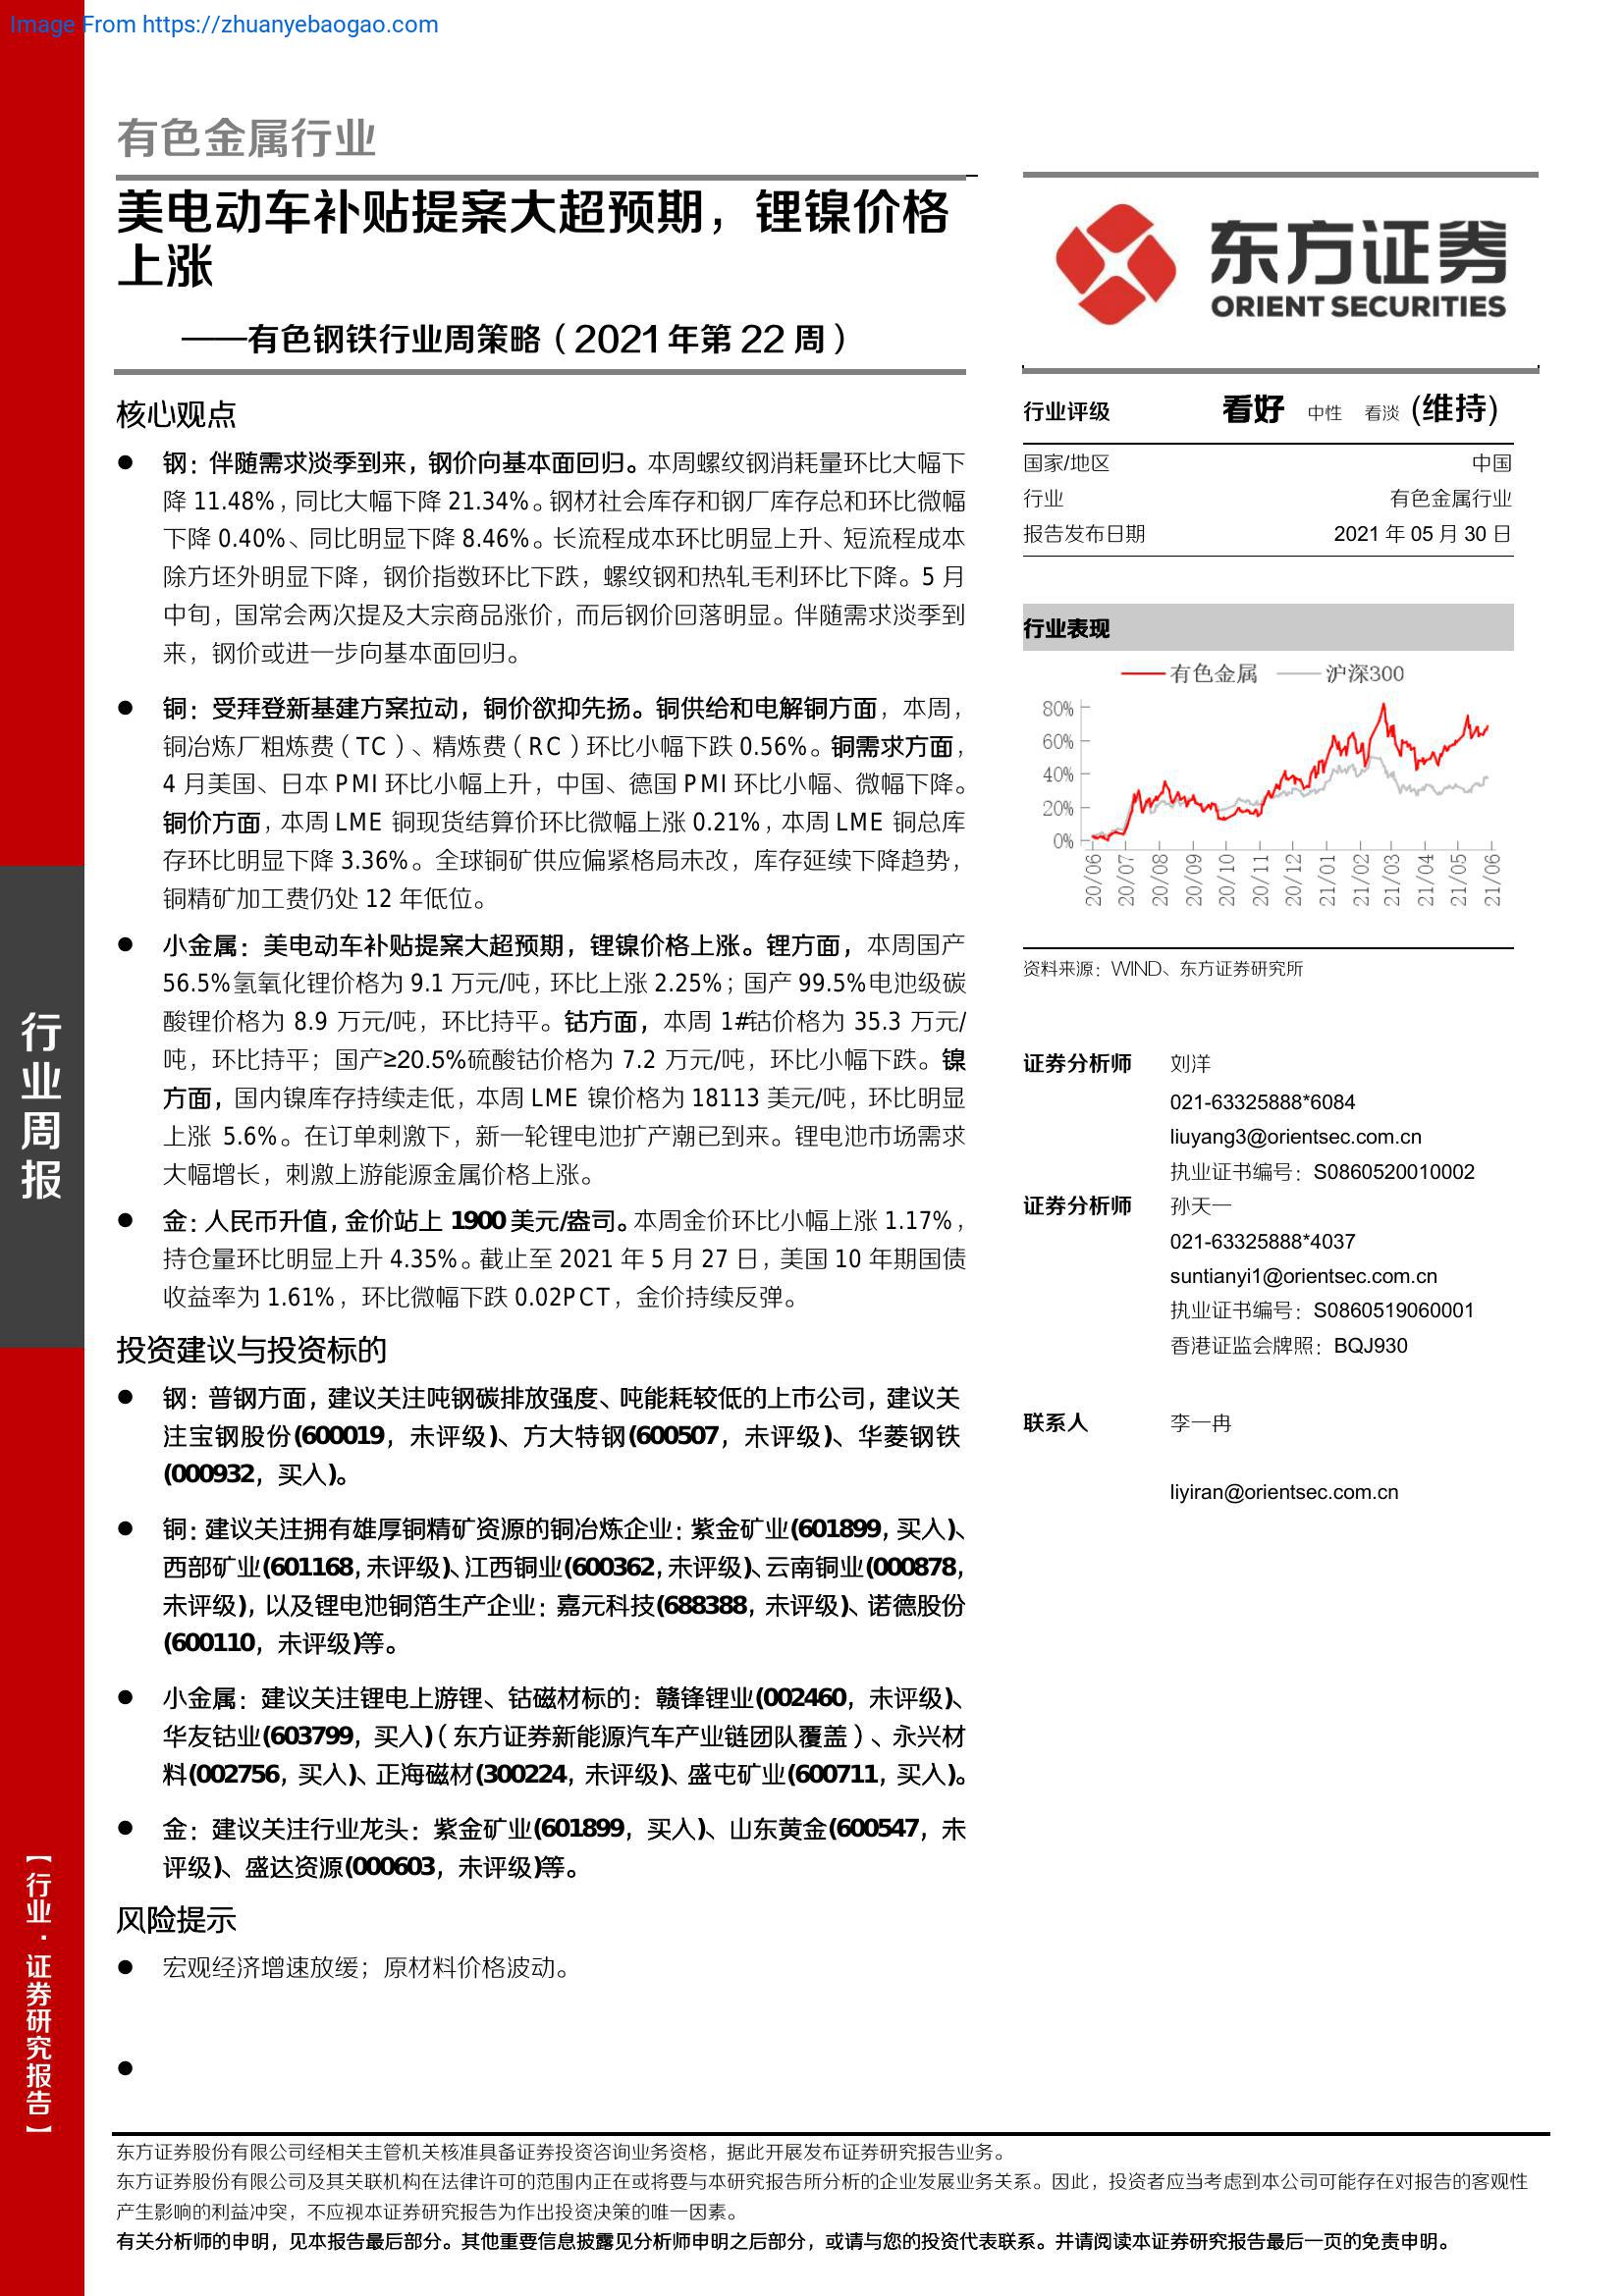 Image From https://zhuanyebaogao.com
有色金属行业
美电动车补贴提案大超预期，锂镍价格
上涨
——有色钢铁行业周策略（2021年第22周）
核心观点
● 钢：伴随需求淡季到来，钢价向基本面回归。本周螺纹钢消耗量环比大幅下
降 11.48%，同比大幅下降 21.34%。钢材社会库存和钢厂库存总和环比微幅
下降 0.40%、同比明显下降 8.46%。长流程成本环比明显上升、短流程成本
除方坯外明显下降，钢价指数环比下跌，螺纹钢和热轧毛利环比下降。5 月
中旬，国常会两次提及大宗商品涨价，而后钢价回落明显。伴随需求淡季到
来，钢价或进一步向基本面回归。
● 铜：受拜登新基建方案拉动，铜价欲抑先扬。铜供给和电解铜方面，本周，
铜冶炼厂粗炼费（TC）、精炼费（RC）环比小幅下跌 0.56%。铜需求方面，
4 月美国、日本 PMI 环比小幅上升，中国、德国 PMI 环比小幅、微幅下降。
铜价方面，本周 LME 铜现货结算价环比微幅上涨 0.21%，本周 LME 铜总库
存环比明显下降 3.36%。全球铜矿供应偏紧格局未改，库存延续下降趋势，
铜精矿加工费仍处 12 年低位。
● 小金属：美电动车补贴提案大超预期，锂镍价格上涨。锂方面，本周国产
56.5%氢氧化锂价格为 9.1 万元/吨，环比上涨 2.25%；国产 99.5%电池级碳
酸锂价格为 8.9 万元/吨，环比持平。钴方面，本周 1#钴价格为 35.3 万元/
吨，环比持平；国产≥20.5%硫酸钴价格为 7.2 万元/吨，环比小幅下跌。镍
方面，国内镍库存持续走低，本周 LME 镍价格为 18113 美元/吨，环比明显
上涨 5.6%。在订单刺激下，新一轮锂电池扩产潮已到来。锂电池市场需求
大幅增长，刺激上游能源金属价格上涨。
● 金：人民币升值，金价站上 1900 美元/盎司。本周金价环比小幅上涨 1.17%，
持仓量环比明显上升 4.35%。截止至 2021 年 5 月 27 日，美国 10 年期国债
收益率为 1.61%，环比微幅下跌 0.02PCT，金价持续反弹。
投资建议与投资标的
● 钢：普钢方面，建议关注吨钢碳排放强度、吨能耗较低的上市公司，建议关
注宝钢股份(600019，未评级)、方大特钢(600507，未评级)、华菱钢铁
(000932，买入)。
● 铜：建议关注拥有雄厚铜精矿资源的铜冶炼企业：紫金矿业(601899，买入)、
西部矿业(601168，未评级)、江西铜业(600362，未评级)、云南铜业(000878，
未评级)，以及锂电池铜箔生产企业：嘉元科技(688388，未评级)、诺德股份
(600110，未评级)等。
● 小金属：建议关注锂电上游锂、钴磁材标的：赣锋锂业(002460，未评级)、
华友钴业(603799，买入)（东方证券新能源汽车产业链团队覆盖）、永兴材
料(002756，买入)、正海磁材(300224，未评级)、盛屯矿业(600711，买入)。
● 金：建议关注行业龙头：紫金矿业(601899，买入)、山东黄金(600547，未
评级)、盛达资源(000603，未评级)等。
风险提示
● 宏观经济增速放缓；原材料价格波动。
●
东方证券
ORIENT SECURITIES
行业评级 看好 中性 看淡 (维持)
国家/地区 中国
行业 有色金属行业
报告发布日期 2021 年 05 月 30 日
行业表现
有色金属 沪深300
80%
60%
40%
20%
0%
20/06 20/07 20/08 20/09 20/10 20/11 20/12 21/01 21/02 21/03 21/04 21/05 21/06
资料来源：WIND、东方证券研究所
证券分析师 刘洋
021-63325888*6084
liuyang3@orientsec.com.cn
执业证书编号：S0860520010002
证券分析师 孙天一
021-63325888*4037
suntianyi1@orientsec.com.cn
执业证书编号：S0860519060001
香港证监会牌照：BQJ930
联系人 李一冉
liyiran@orientsec.com.cn
行业周报
【行业·证券研究报告】
东方证券股份有限公司经相关主管机关核准具备证券投资咨询业务资格，据此开展发布证券研究报告业务。
东方证券股份有限公司及其关联机构在法律许可的范围内正在或将要与本研究报告所分析的企业发展业务关系。因此，投资者应当考虑到本公司可能存在对报告的客观性
产生影响的利益冲突，不应视本证券研究报告为作出投资决策的唯一因素。
有关分析师的申明，见本报告最后部分。其他重要信息披露见分析师申明之后部分，或请与您的投资代表联系。并请阅读本证券研究报告最后一页的免责申明。